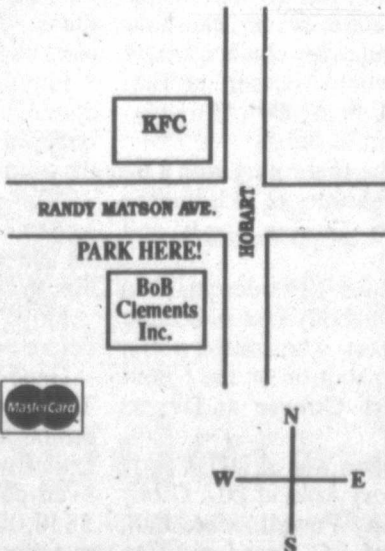 KFC
RANDY MATSON AVE.
HOBART
PARK HERE!
BoB
Clements
Inc.
MasterCard
N
W E
S